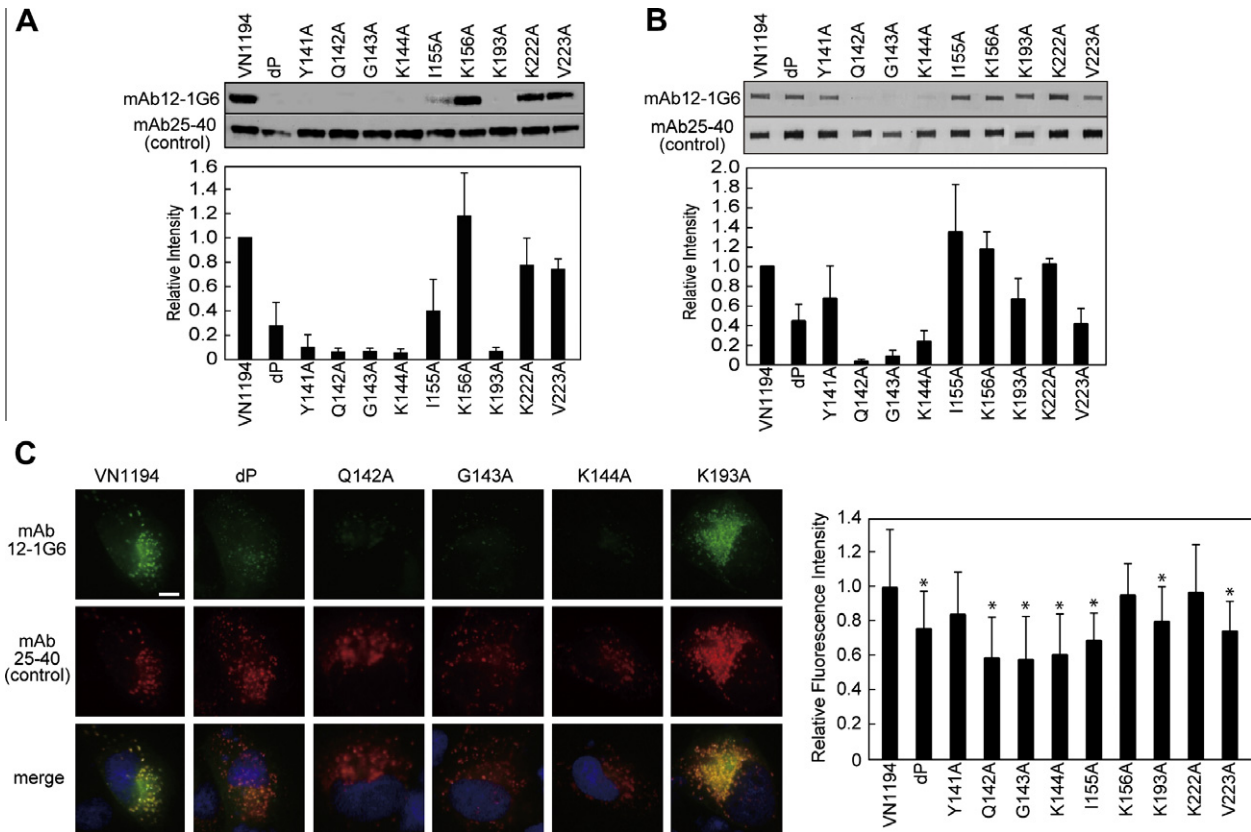 A
VN1194
dP
Y141A
Q142A
G143A
K144A
I155A
K156A
K193A
K222A
V223A
mAb12-1G6
mAb25-40
(control)
Relative Intensity
1.6
1.4
1.2
1.0
0.8
0.6
0.4
0.2
0
VN1194
dP
Y141A
Q142A
G143A
K144A
I155A
K156A
K193A
K222A
V223A
B
VN1194
dP
Y141A
Q142A
G143A
K144A
I155A
K156A
K193A
K222A
V223A
mAb12-1G6
mAb25-40
(control)
Relative Intensity
2.0
1.8
1.6
1.4
1.2
1.0
0.8
0.6
0.4
0.2
0
VN1194
dP
Y141A
Q142A
G143A
K144A
I155A
K156A
K193A
K222A
V223A
C
VN1194 dP Q142A G143A K144A K193A
mAb
12-1G6
mAb
25-40
(control)
merge
Relative Fluorescence Intensity
1.4
1.2
1.0
0.8
0.6
0.4
0.2
0
* * * * * * *
VN1194
dP
Y141A
Q142A
G143A
K144A
I155A
K156A
K193A
K222A
V223A